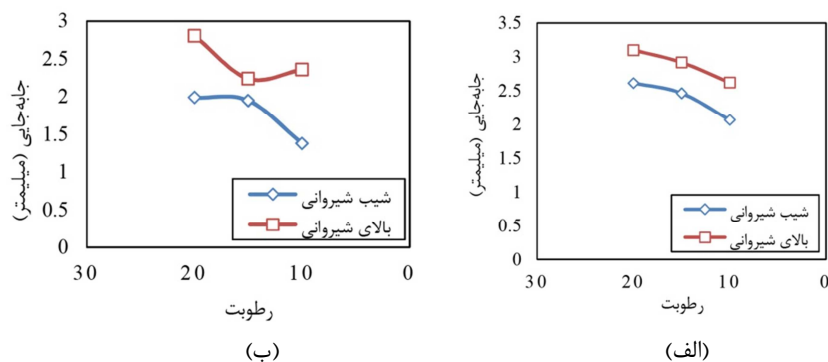 3.5
3
2.5
2
1.5
1
0.5
0
30 20 10 0
جابه‌جایی (میلیمتر)
رطوبت
شیب شیروانی
بالای شیروانی
(الف)
3
2.5
2
1.5
1
0.5
0
30 20 10 0
جابه‌جایی (میلیمتر)
رطوبت
شیب شیروانی
بالای شیروانی
(ب)